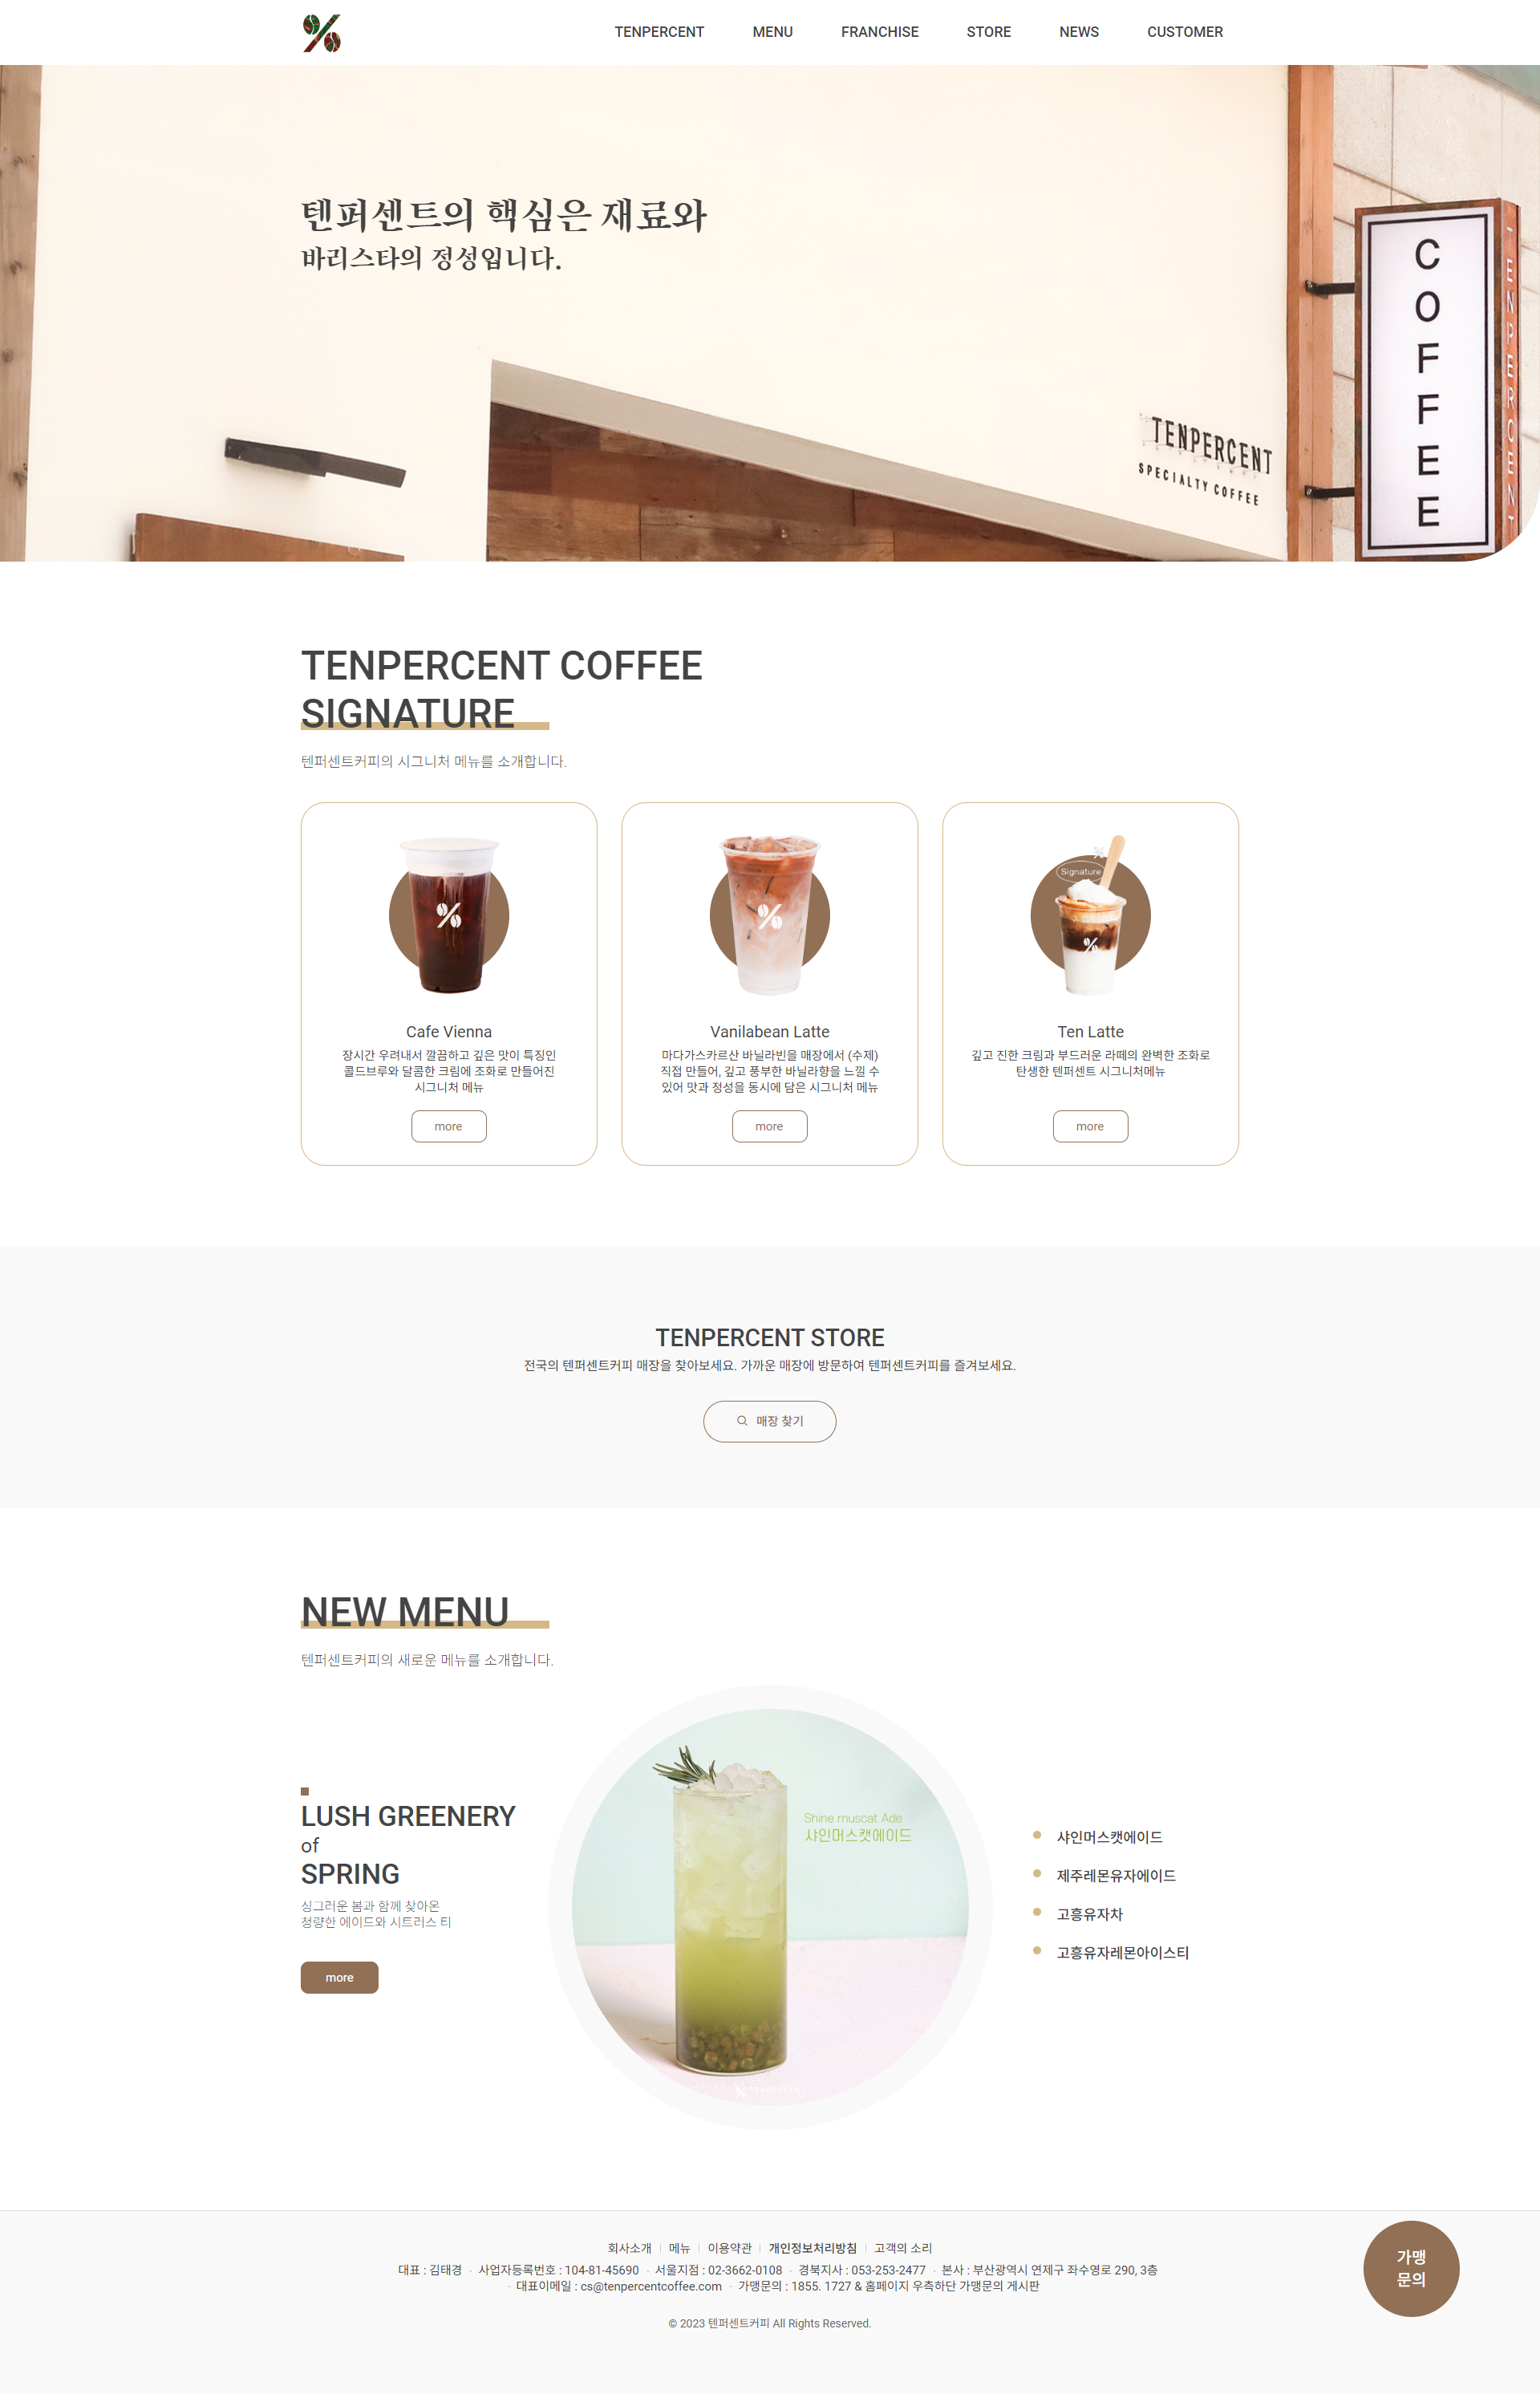 TENPERCENT MENU FRANCHISE STORE NEWS CUSTOMER
텐퍼센트의 핵심은 재료와
바리스타의 정성입니다.
COFFEE
TENPERCENT
TENPERCENT
SPECIALTY COFFEE
TENPERCENT COFFEE
SIGNATURE
텐퍼센트커피의 시그니처 메뉴를 소개합니다.
Signature
Cafe Vienna
장시간 우려내서 깔끔하고 깊은 맛이 특징인
콜드브루와 달콤한 크림에 조화로 만들어진
시그니처 메뉴
more
Vanilabean Latte
마다가스카르산 바닐라빈을 매장에서 (수제)
직접 만들어, 깊고 풍부한 바닐라향을 느낄 수
있어 맛과 정성을 동시에 담은 시그니처 메뉴
more
Ten Latte
깊고 진한 크림과 부드러운 라떼의 완벽한 조화로
탄생한 텐퍼센트 시그니처메뉴
more
TENPERCENT STORE
전국의 텐퍼센트커피 매장을 찾아보세요. 가까운 매장에 방문하여 텐퍼센트커피를 즐겨보세요.
매장 찾기
NEW MENU
텐퍼센트커피의 새로운 메뉴를 소개합니다.
LUSH GREENERY
of
SPRING
싱그러운 봄과 함께 찾아온
청량한 에이드와 시트러스 티
more
Shine muscat Ade
샤인머스캣에이드
TENPERCENT
샤인머스캣에이드
제주레몬유자에이드
고흥유자차
고흥유자레몬아이스티
회사소개 | 메뉴 | 이용약관 | 개인정보처리방침 | 고객의 소리
대표 : 김태경 · 사업자등록번호 : 104-81-45690 · 서울지점 : 02-3662-0108 · 경북지사 : 053-253-2477 · 본사 : 부산광역시 연제구 좌수영로 290, 3층
· 대표이메일 : cs@tenpercentcoffee.com · 가맹문의 : 1855. 1727 & 홈페이지 우측하단 가맹문의 게시판
© 2023 텐퍼센트커피 All Rights Reserved.
가맹
문의